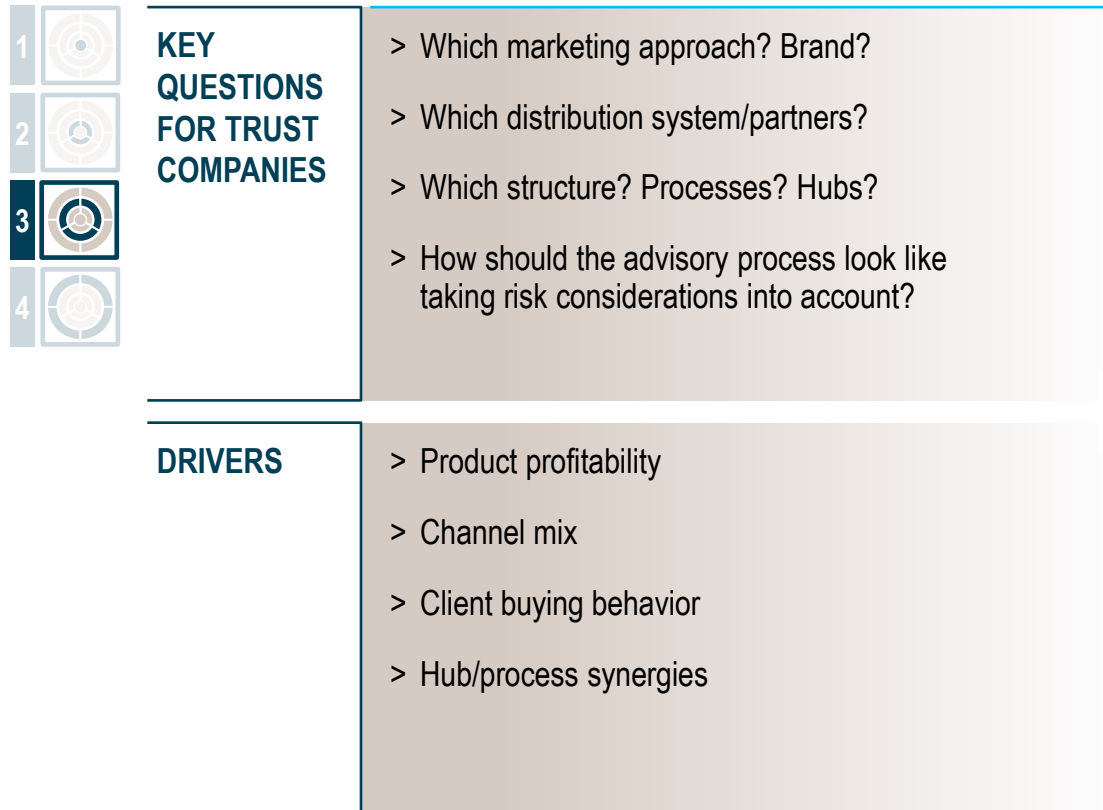 1
2
3
4
KEY
QUESTIONS
FOR TRUST
COMPANIES
> Which marketing approach? Brand?
> Which distribution system/partners?
> Which structure? Processes? Hubs?
> How should the advisory process look like
taking risk considerations into account?
DRIVERS
> Product profitability
> Channel mix
> Client buying behavior
> Hub/process synergies